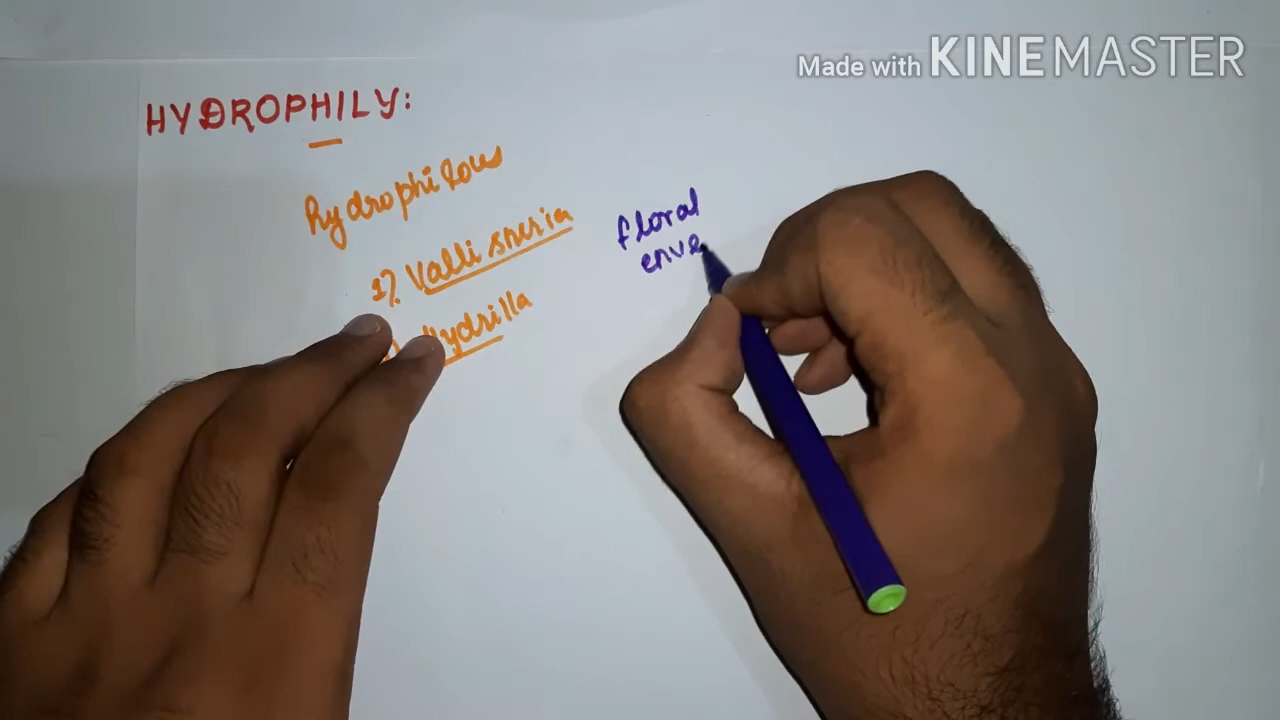 Made with KINEMASTER
HYDROPHILY:
hydrophilous
1) Vallisneria
Hydrilla
floral
enve